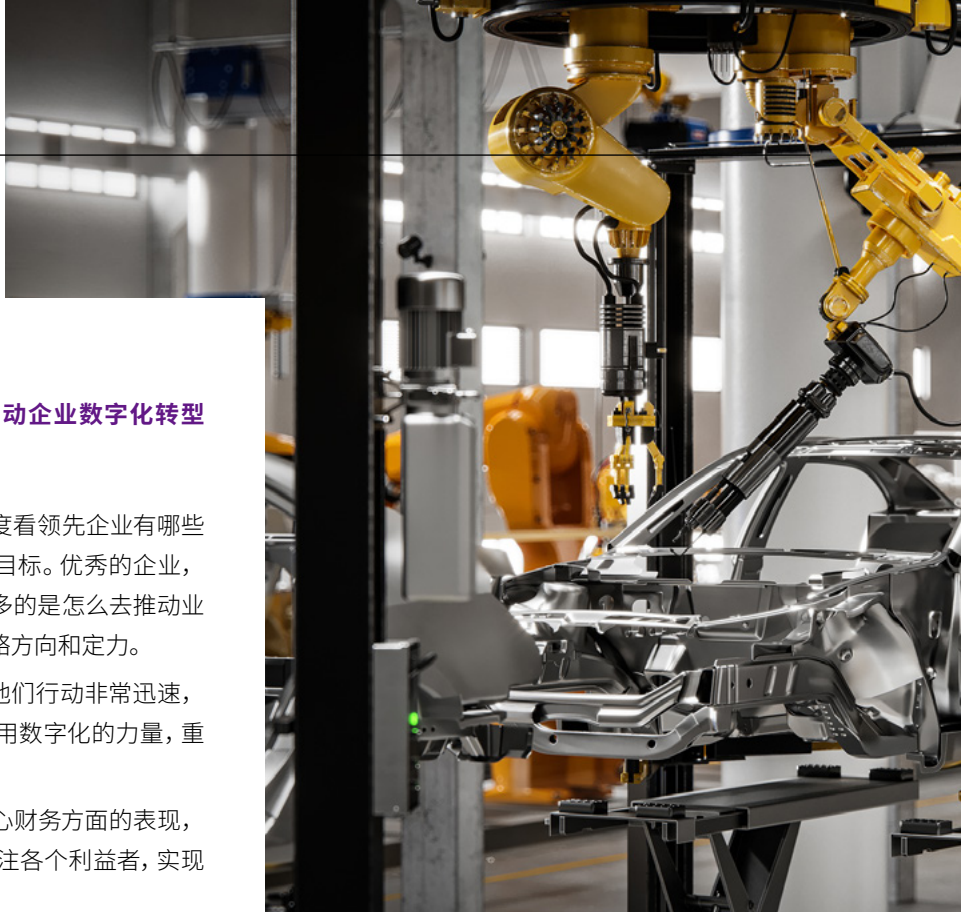 动企业数字化转型
度看领先企业有哪些
目标。优秀的企业，
多的是怎么去推动业
略方向和定力。
他们行动非常迅速，
用数字化的力量，重
心财务方面的表现，
注各个利益者，实现